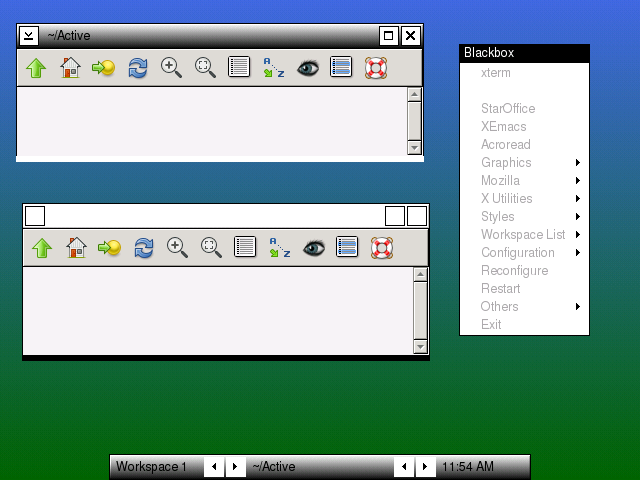 ~/Active
A
Z
A
Z
Blackbox
xterm
StarOffice
XEmacs
Acroread
Graphics
Mozilla
X Utilities
Styles
Workspace List
Configuration
Reconfigure
Restart
Others
Exit
Workspace 1
~/Active
11:54 AM